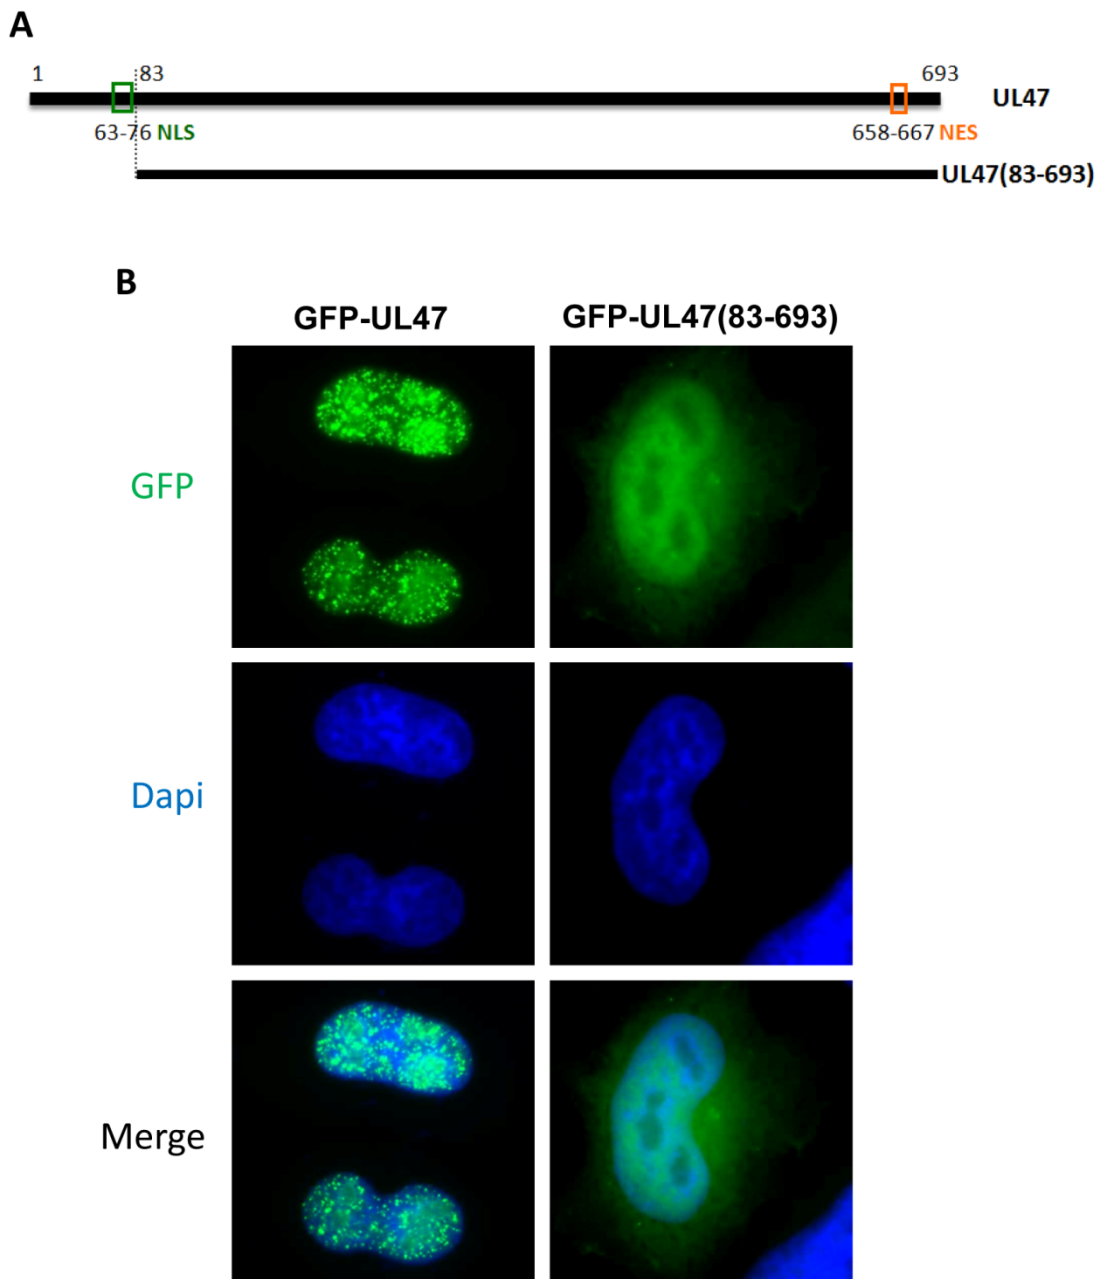 A
1 83 693
UL47
63-76 NLS 658-667 NES
UL47(83-693)
B
GFP-UL47 GFP-UL47(83-693)
GFP
Dapi
Merge